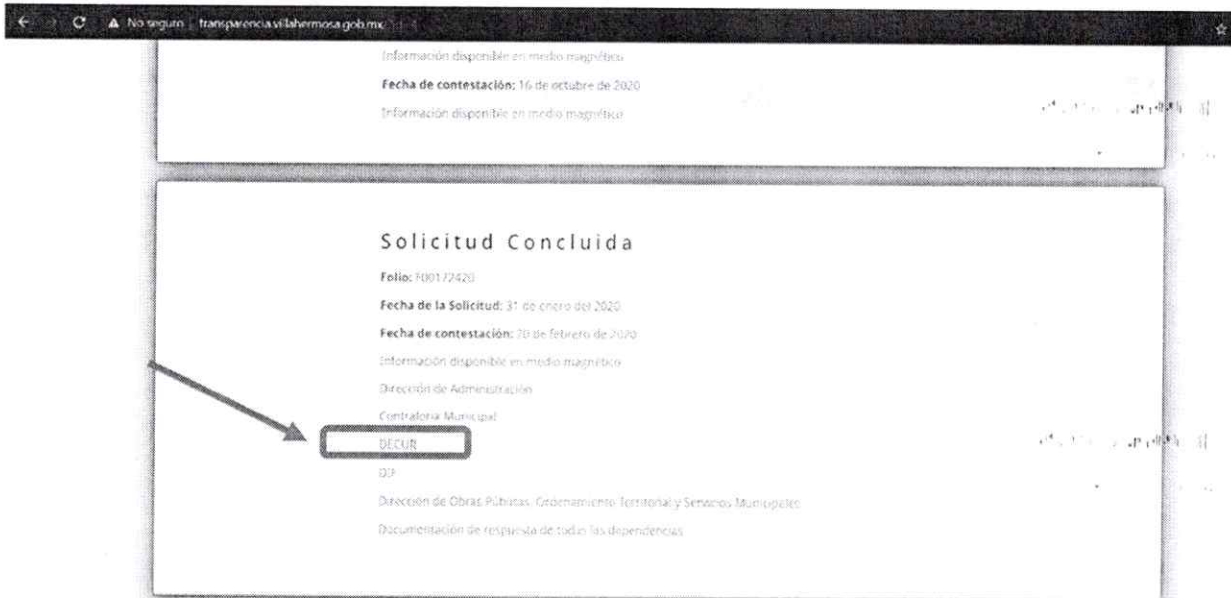 No seguro transparencia.villahermosa.gob.mx
Información disponible en medio magnético
Fecha de contestación: 16 de octubre de 2020
Información disponible en medio magnético
Solicitud Concluida
Folio: F00172420
Fecha de la Solicitud: 31 de enero del 2020
Fecha de contestación: 20 de febrero de 2020
Información disponible en medio magnético
Dirección de Administración
Contraloría Municipal
DECUR
Dirección de Obras Públicas, Ordenamiento Territorial y Servicios Municipales
Documentación de respuesta de todas las dependencias